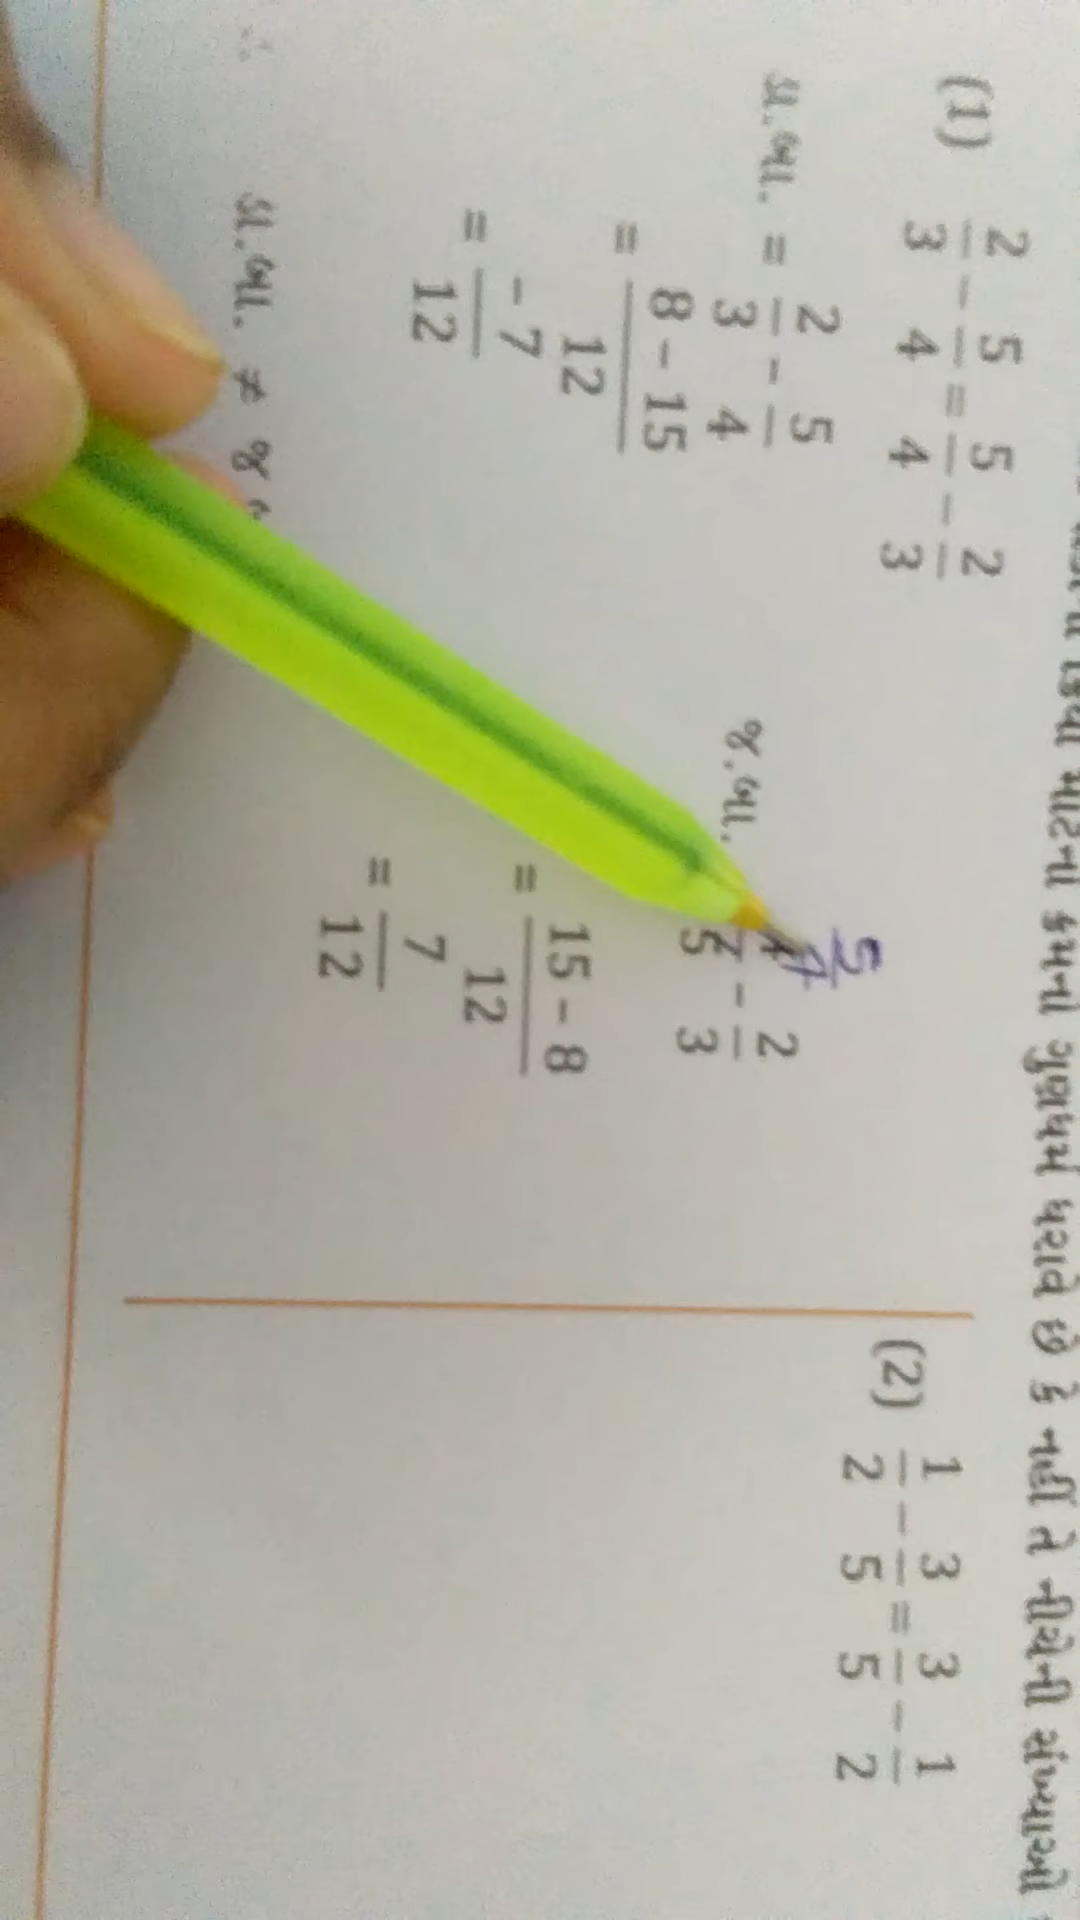 માટેના ક્રમનો ગુણધર્મ ધરાવે છે કે નહીં તે નીચેની સંખ્યાઓ
(1) 2/3 - 5/4 = 5/4 - 2/3
ડા.બા. = 2/3 - 5/4
= 8 - 15 / 12
= -7/12
જ.બા.
5/4
4/5 - 2/3
= 15 - 8 / 12
= 7/12
∴ ડા.બા. ≠ જ
(2) 1/2 - 3/5 = 3/5 - 1/2